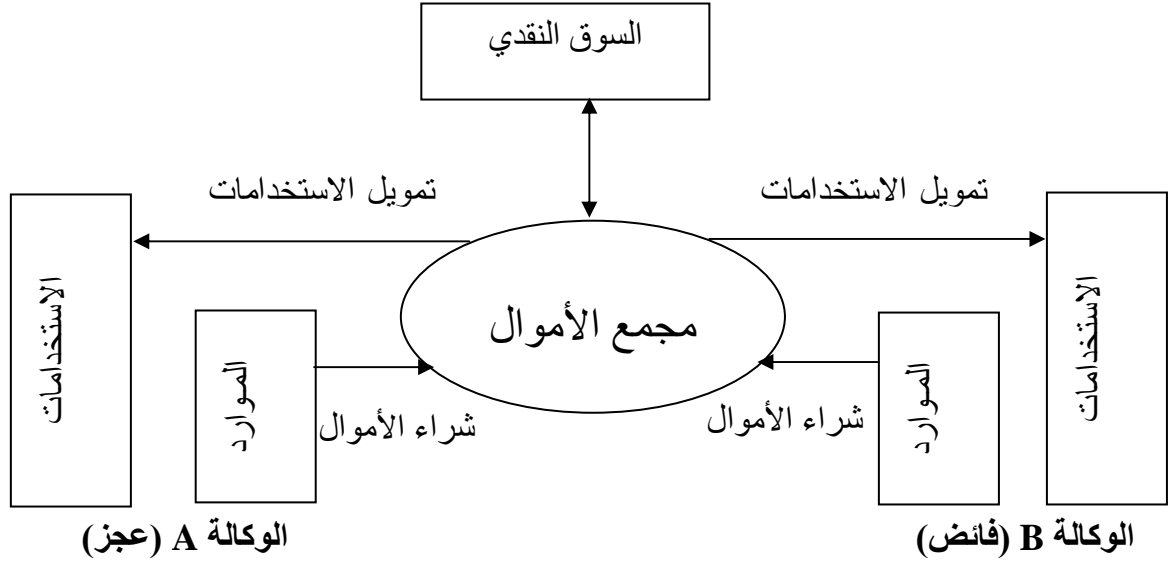 السوق النقدي
تمويل الاستخدامات
تمويل الاستخدامات
الاستخدامات
الموارد
مجمع الأموال
الموارد
الاستخدامات
شراء الأموال
شراء الأموال
الوكالة B (فائض)
الوكالة A (عجز)